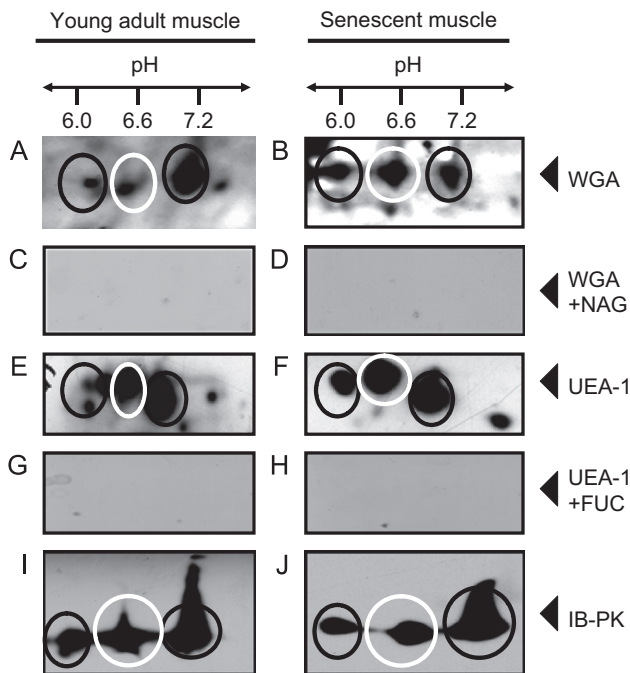 Young adult muscle Senescent muscle
pH pH
6.0 6.6 7.2 6.0 6.6 7.2
A B WGA
C D WGA
+NAG
E F UEA-1
G H UEA-1
+FUC
I J IB-PK